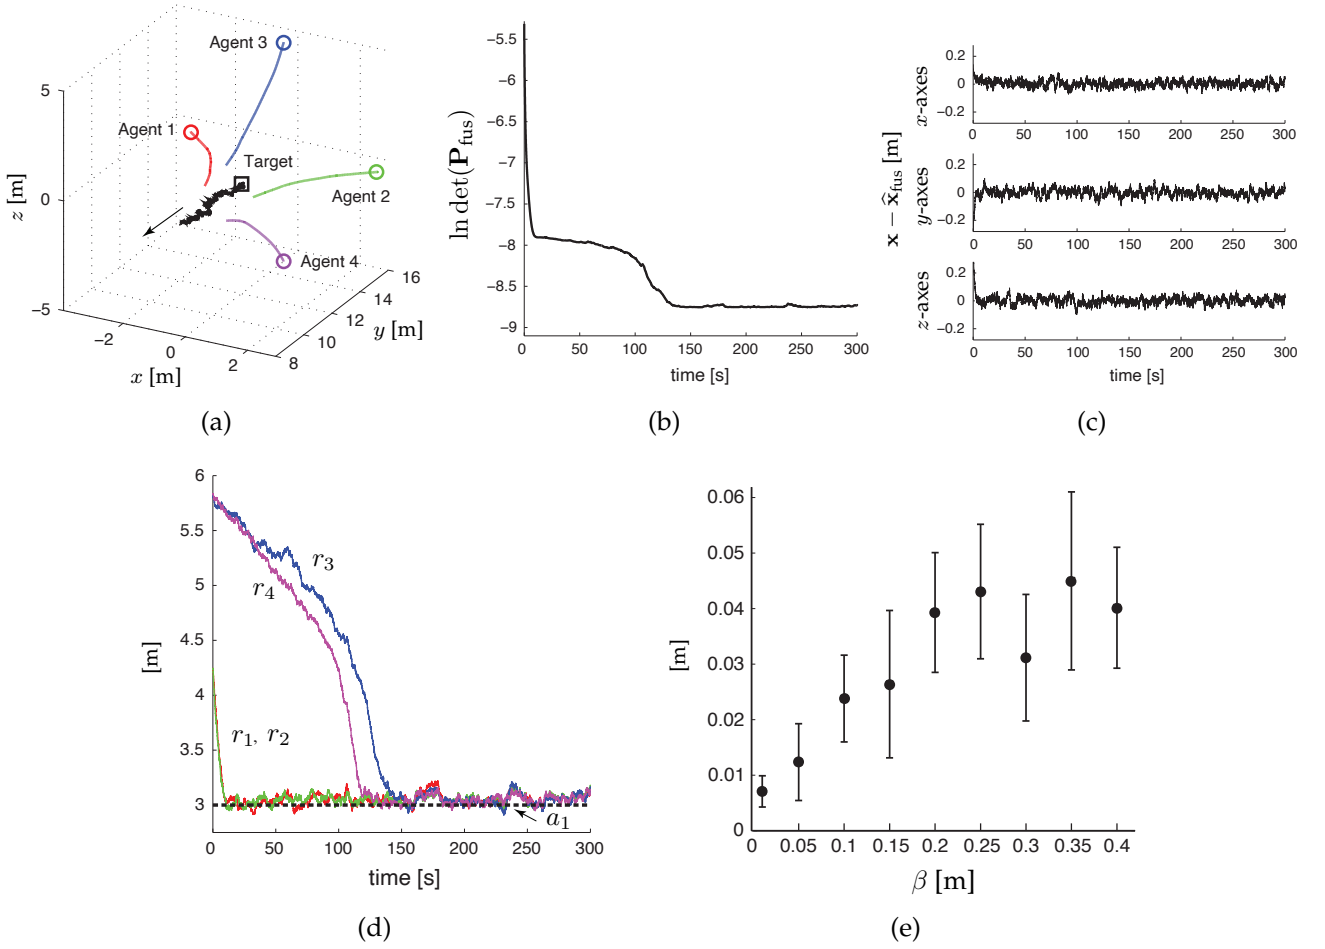 Agent 3
Agent 1
Target
Agent 2
Agent 4
5
0
−5
z [m]
−2
0
2
x [m]
8
10
12
14
16
y [m]
(a)
−5.5
−6
−6.5
−7
−7.5
−8
−8.5
−9
ln det(P_fus)
0 50 100 150 200 250 300
time [s]
(b)
x − x̂_fus [m]
x-axes
0.2
0
−0.2
0 50 100 150 200 250 300
y-axes
0.2
0
−0.2
0 50 100 150 200 250 300
z-axes
0.2
0
−0.2
0 50 100 150 200 250 300
time [s]
(c)
6
5.5
5
4.5
4
3.5
3
[m]
r₃
r₄
r₁, r₂
a₁
0 50 100 150 200 250 300
time [s]
(d)
0.06
0.05
0.04
0.03
0.02
0.01
0
[m]
0 0.05 0.1 0.15 0.2 0.25 0.3 0.35 0.4
β [m]
(e)